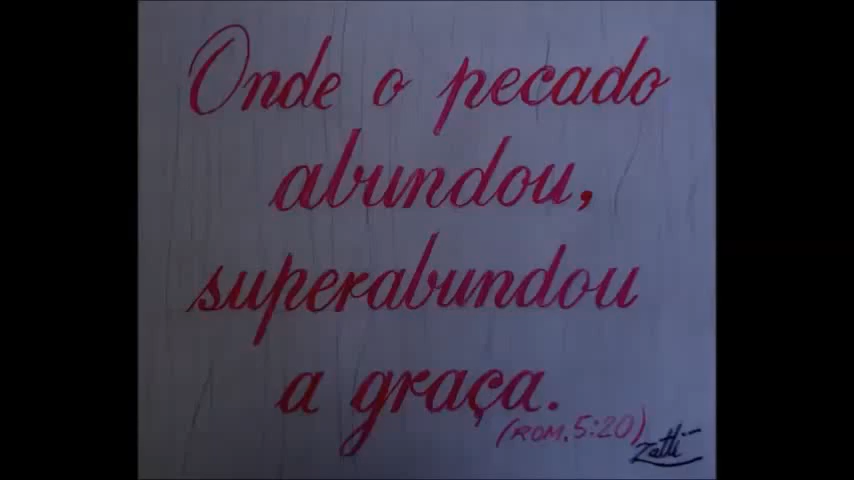 Onde o pecado
abundou,
superabundou
a graça.
(ROM. 5:20)
Zatti